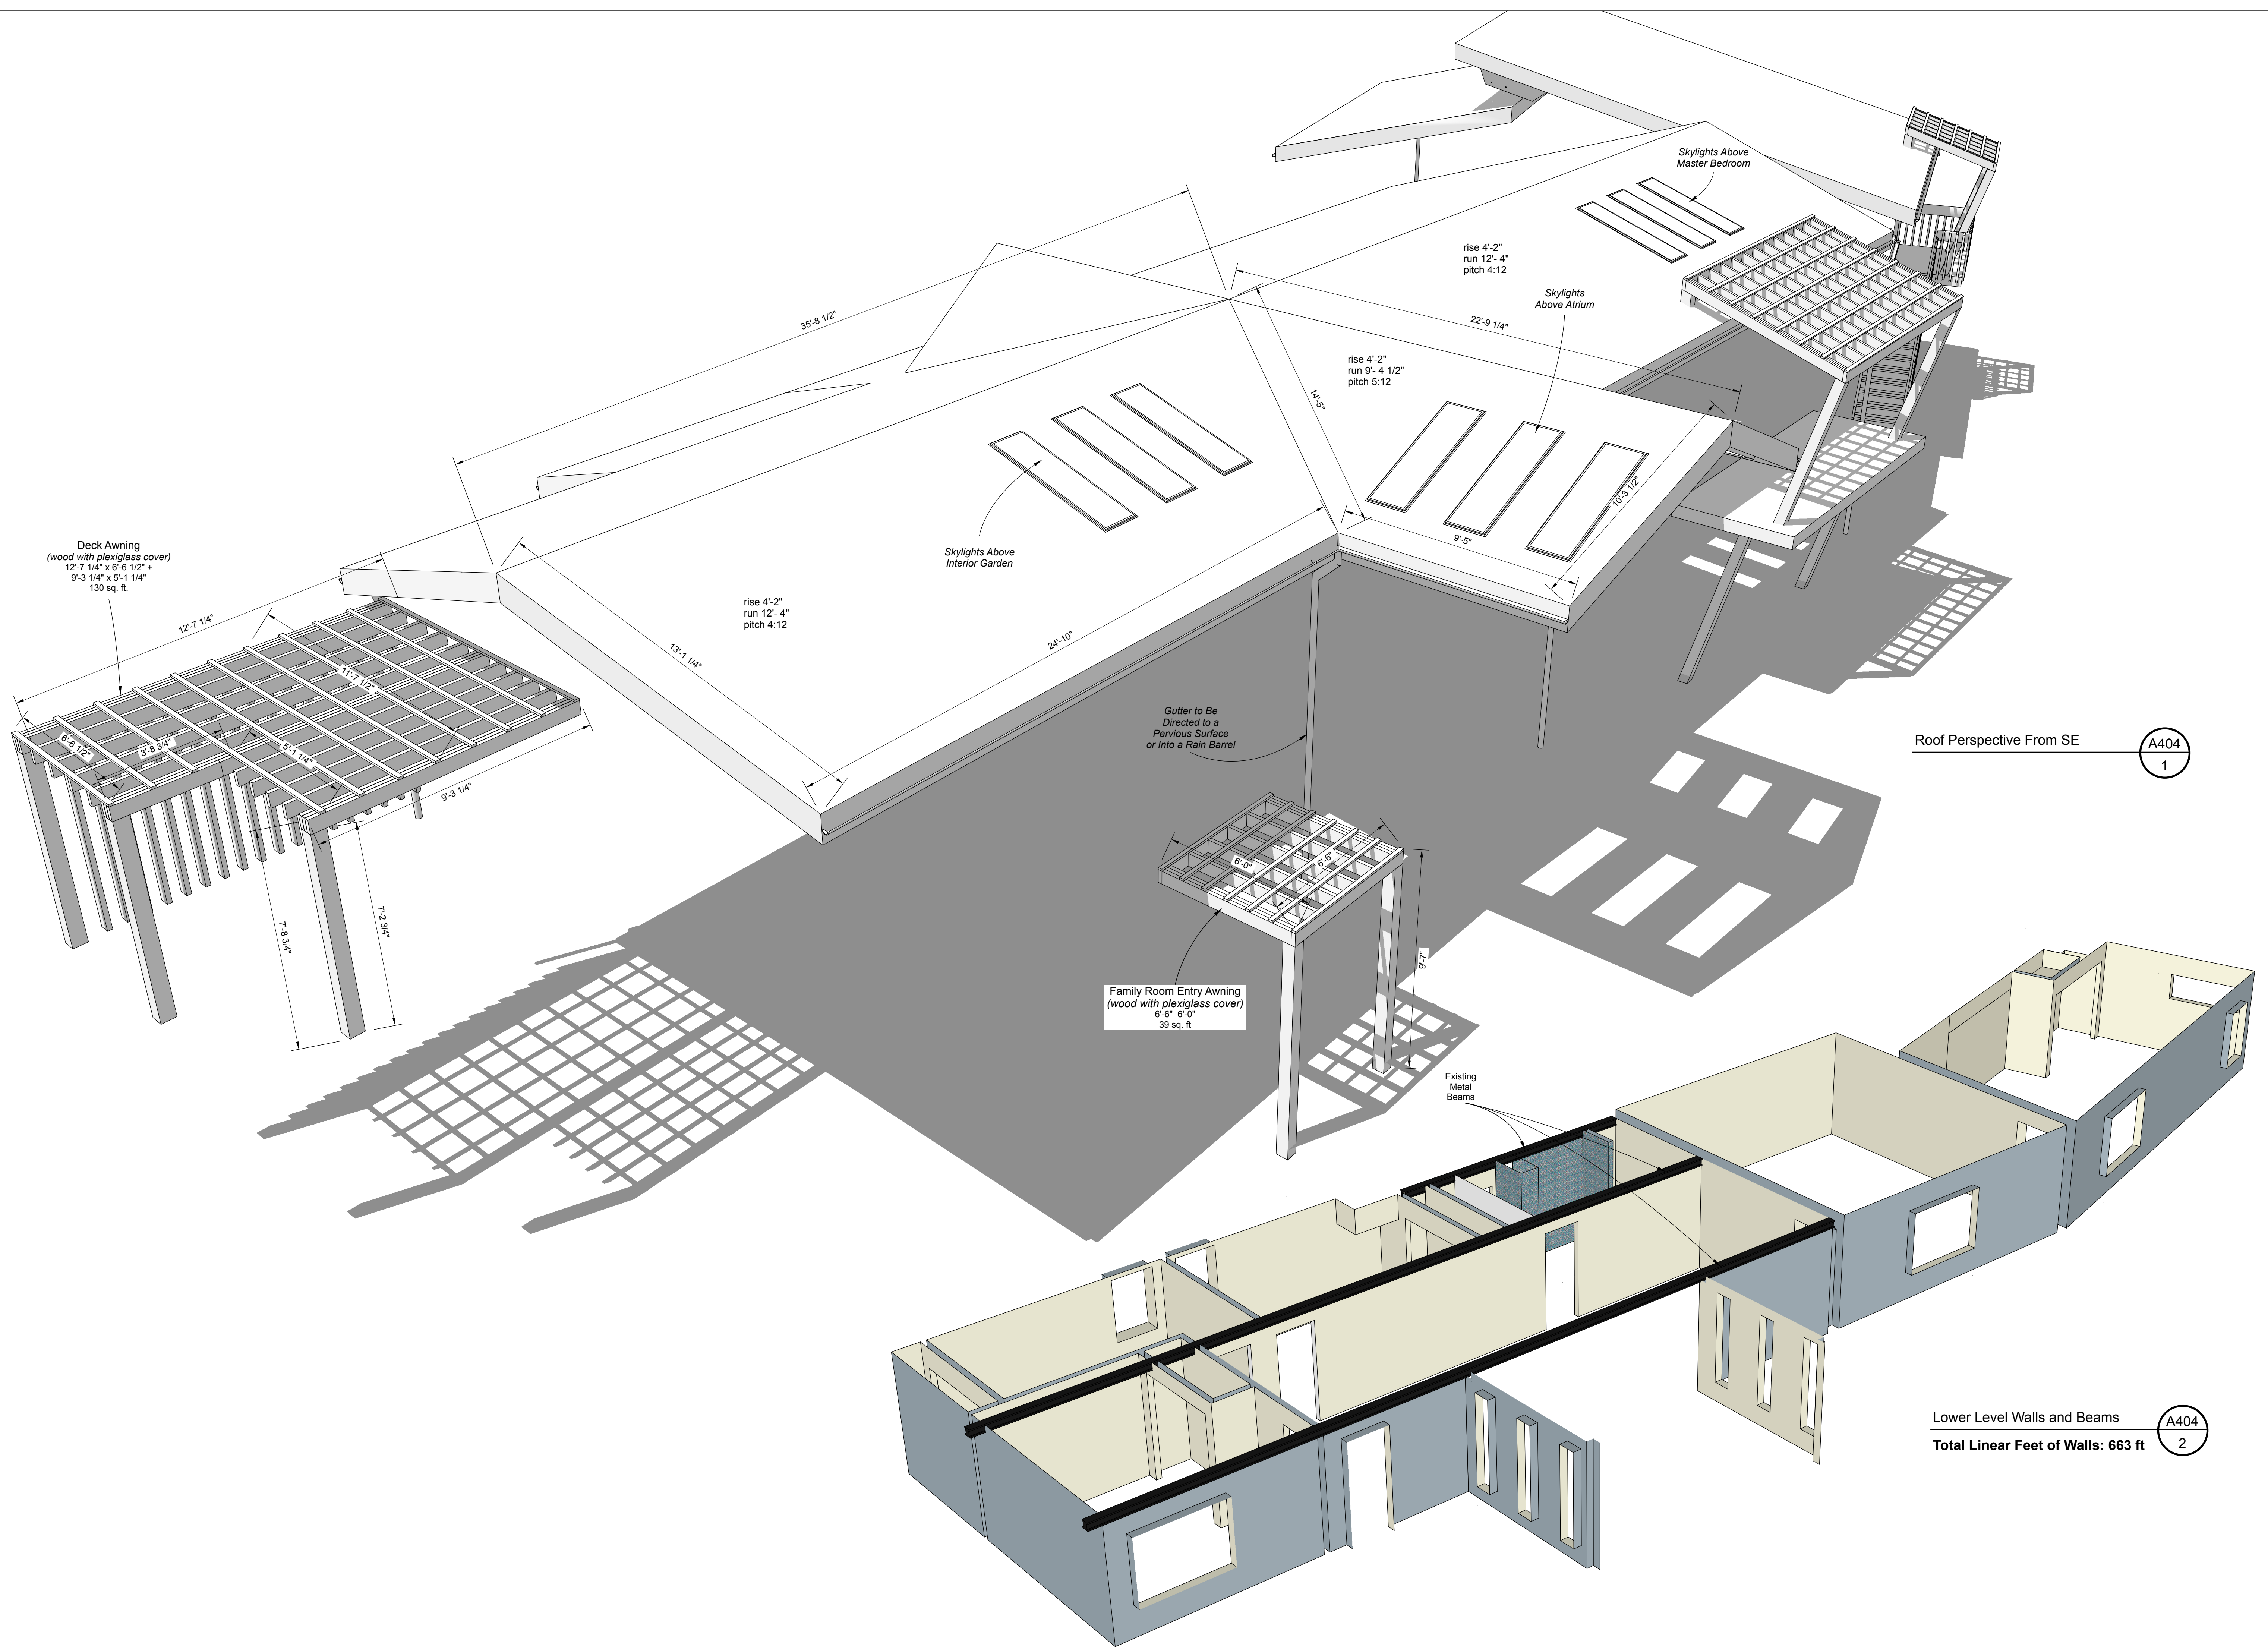 Skylights Above
Master Bedroom
rise 4'-2"
run 12'- 4"
pitch 4:12
Skylights
Above Atrium
35'-8 1/2"
22'-9 1/4"
rise 4'-2"
run 9'- 4 1/2"
pitch 5:12
14'-5"
10'-3 1/2"
9'-5"
Skylights Above
Interior Garden
Deck Awning
(wood with plexiglass cover)
12'-7 1/4" x 6'-6 1/2" +
9'-3 1/4" x 5'-1 1/4"
130 sq. ft.
rise 4'-2"
run 12'- 4"
pitch 4:12
12'-7 1/4"
13'-1 1/4"
24'-10"
11'-7 1/2"
6'-6 1/2"
3'-8 3/4"
5'-1 1/4"
9'-3 1/4"
7'-8 3/4"
7'-2 3/4"
Gutter to Be
Directed to a
Pervious Surface
or Into a Rain Barrel
Roof Perspective From SE
A404
1
6'-0"
6'-6"
9'-7"
Family Room Entry Awning
(wood with plexiglass cover)
6'-6" 6'-0"
39 sq. ft
Existing
Metal
Beams
Lower Level Walls and Beams
Total Linear Feet of Walls: 663 ft
A404
2